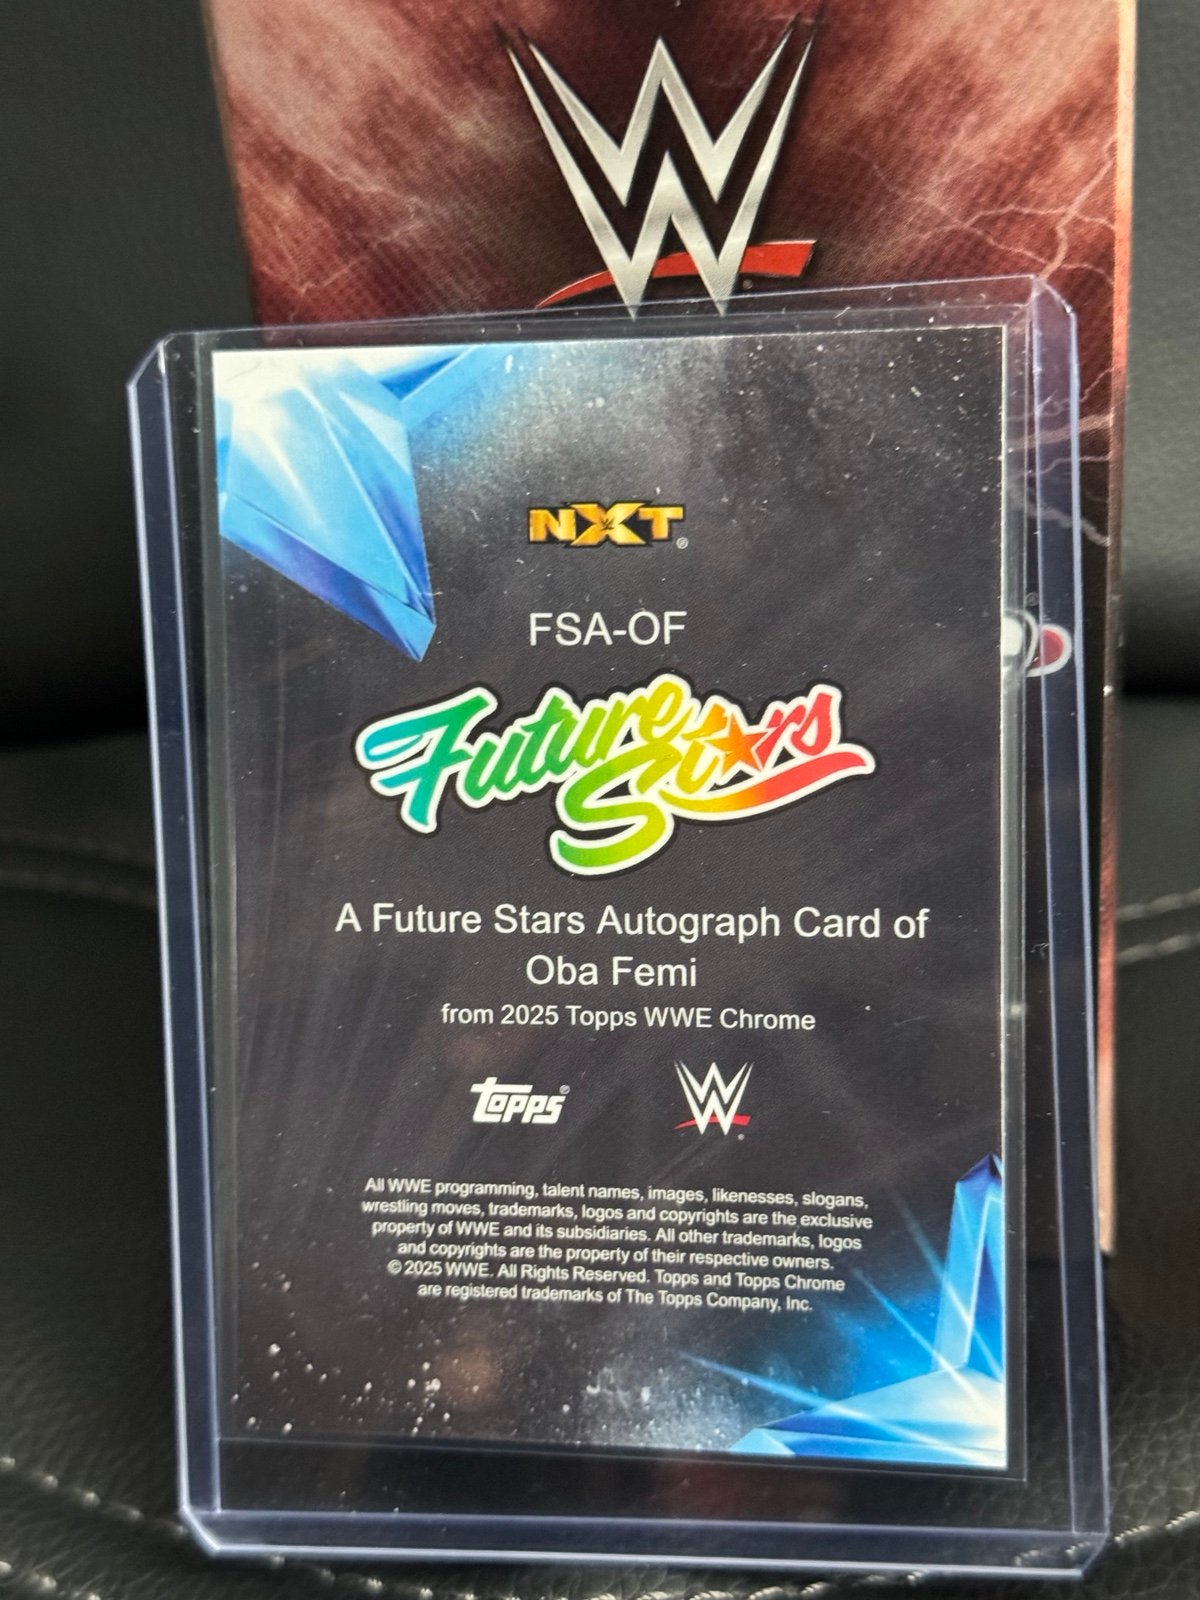 W
NXT®
FSA-OF
Future
Stars
A Future Stars Autograph Card of
Oba Femi
from 2025 Topps WWE Chrome
topps® W®
All WWE programming, talent names, images, likenesses, slogans,
wrestling moves, trademarks, logos and copyrights are the exclusive
property of WWE and its subsidiaries. All other trademarks, logos
and copyrights are the property of their respective owners.
© 2025 WWE. All Rights Reserved. Topps and Topps Chrome
are registered trademarks of The Topps Company, Inc.